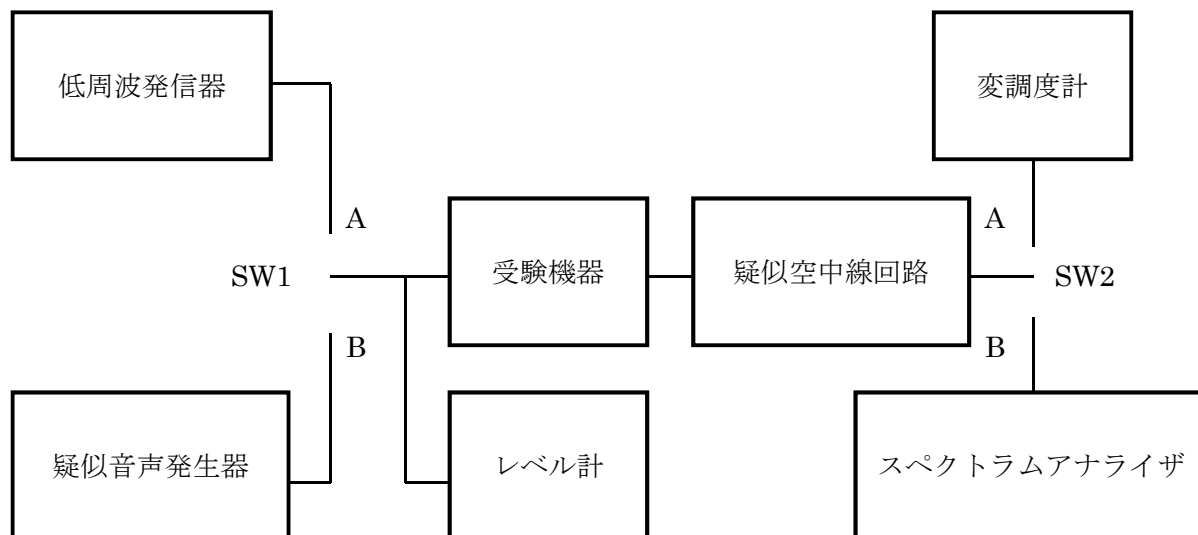 低周波発信器
変調度計
A
A
SW1
受験機器
疑似空中線回路
SW2
B
B
疑似音声発生器
レベル計
スペクトラムアナライザ